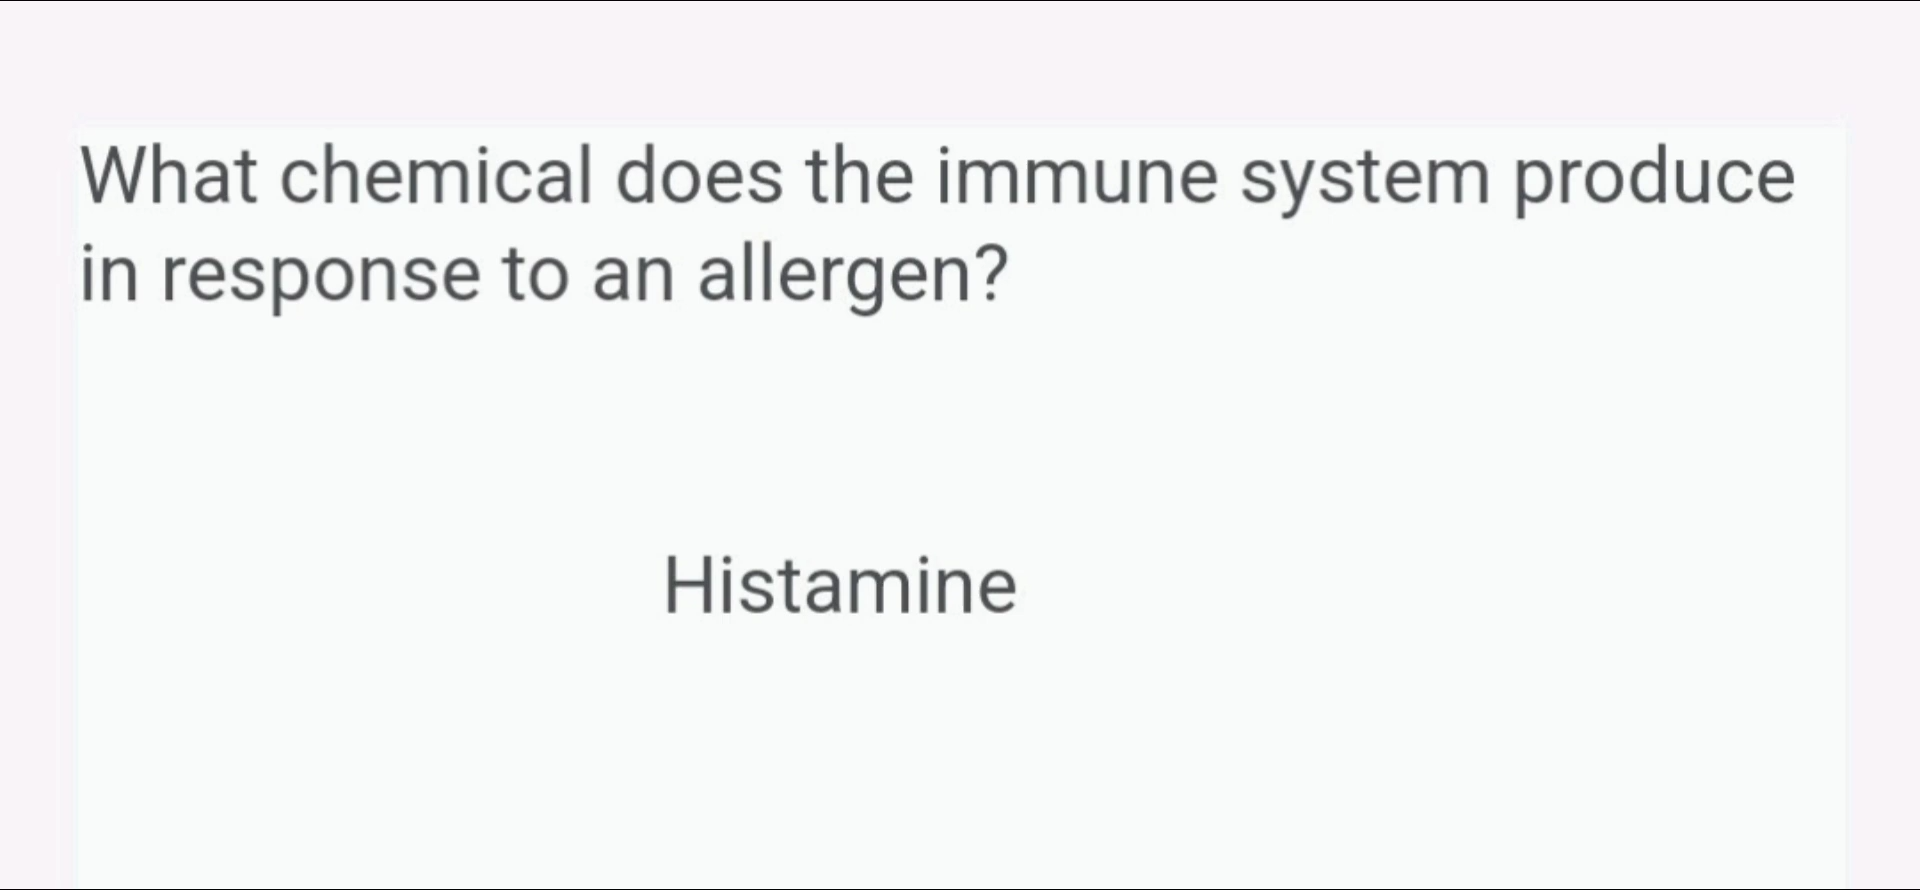 What chemical does the immune system produce
in response to an allergen?
Histamine